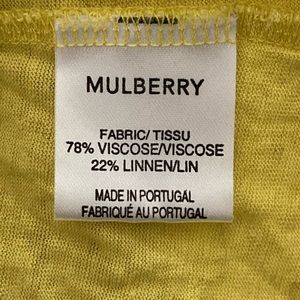 MULBERRY
FABRIC/TISSU
78% VISCOSE/VISCOSE
22% LINNEN/LIN
MADE IN PORTUGAL
FABRIQUÉ AU PORTUGAL